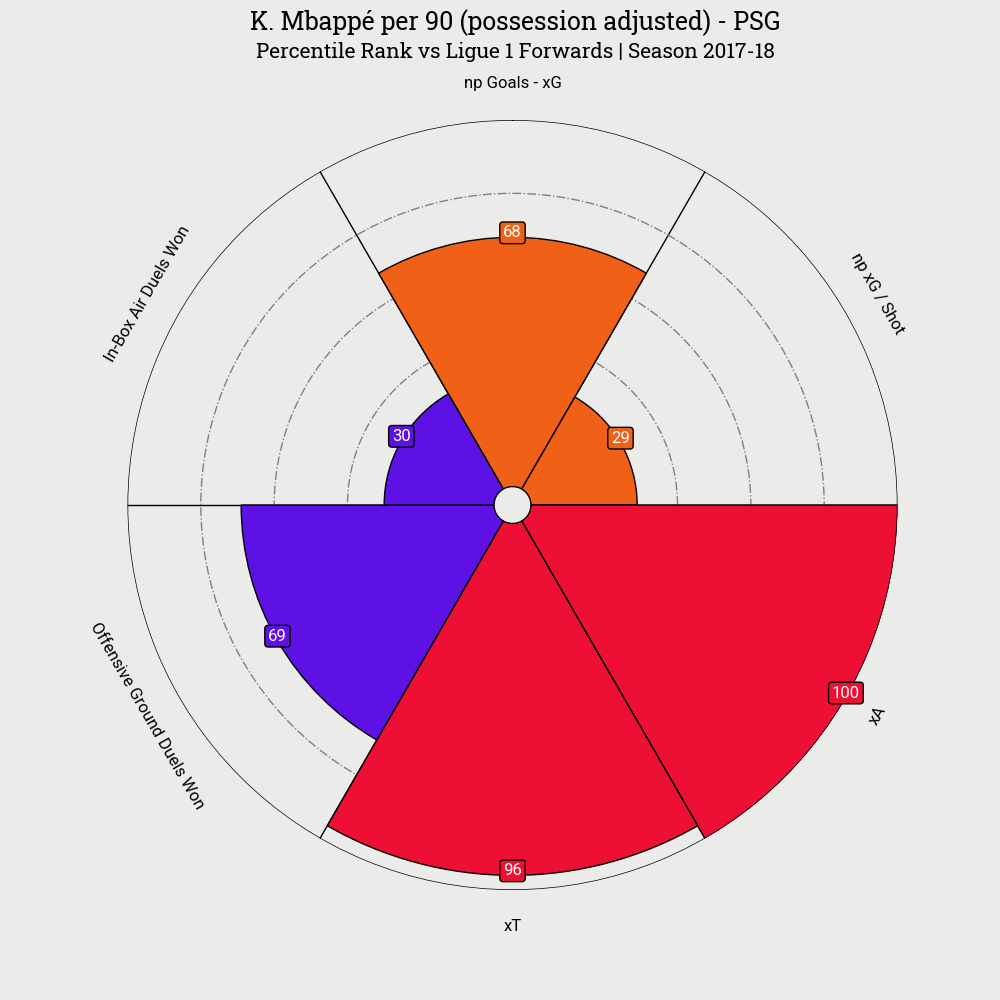 K. Mbappé per 90 (possession adjusted) - PSG
Percentile Rank vs Ligue 1 Forwards | Season 2017-18
np Goals - xG
68
In-Box Air Duels Won
np xG / Shot
30
29
69
Offensive Ground Duels Won
100
xA
96
xT